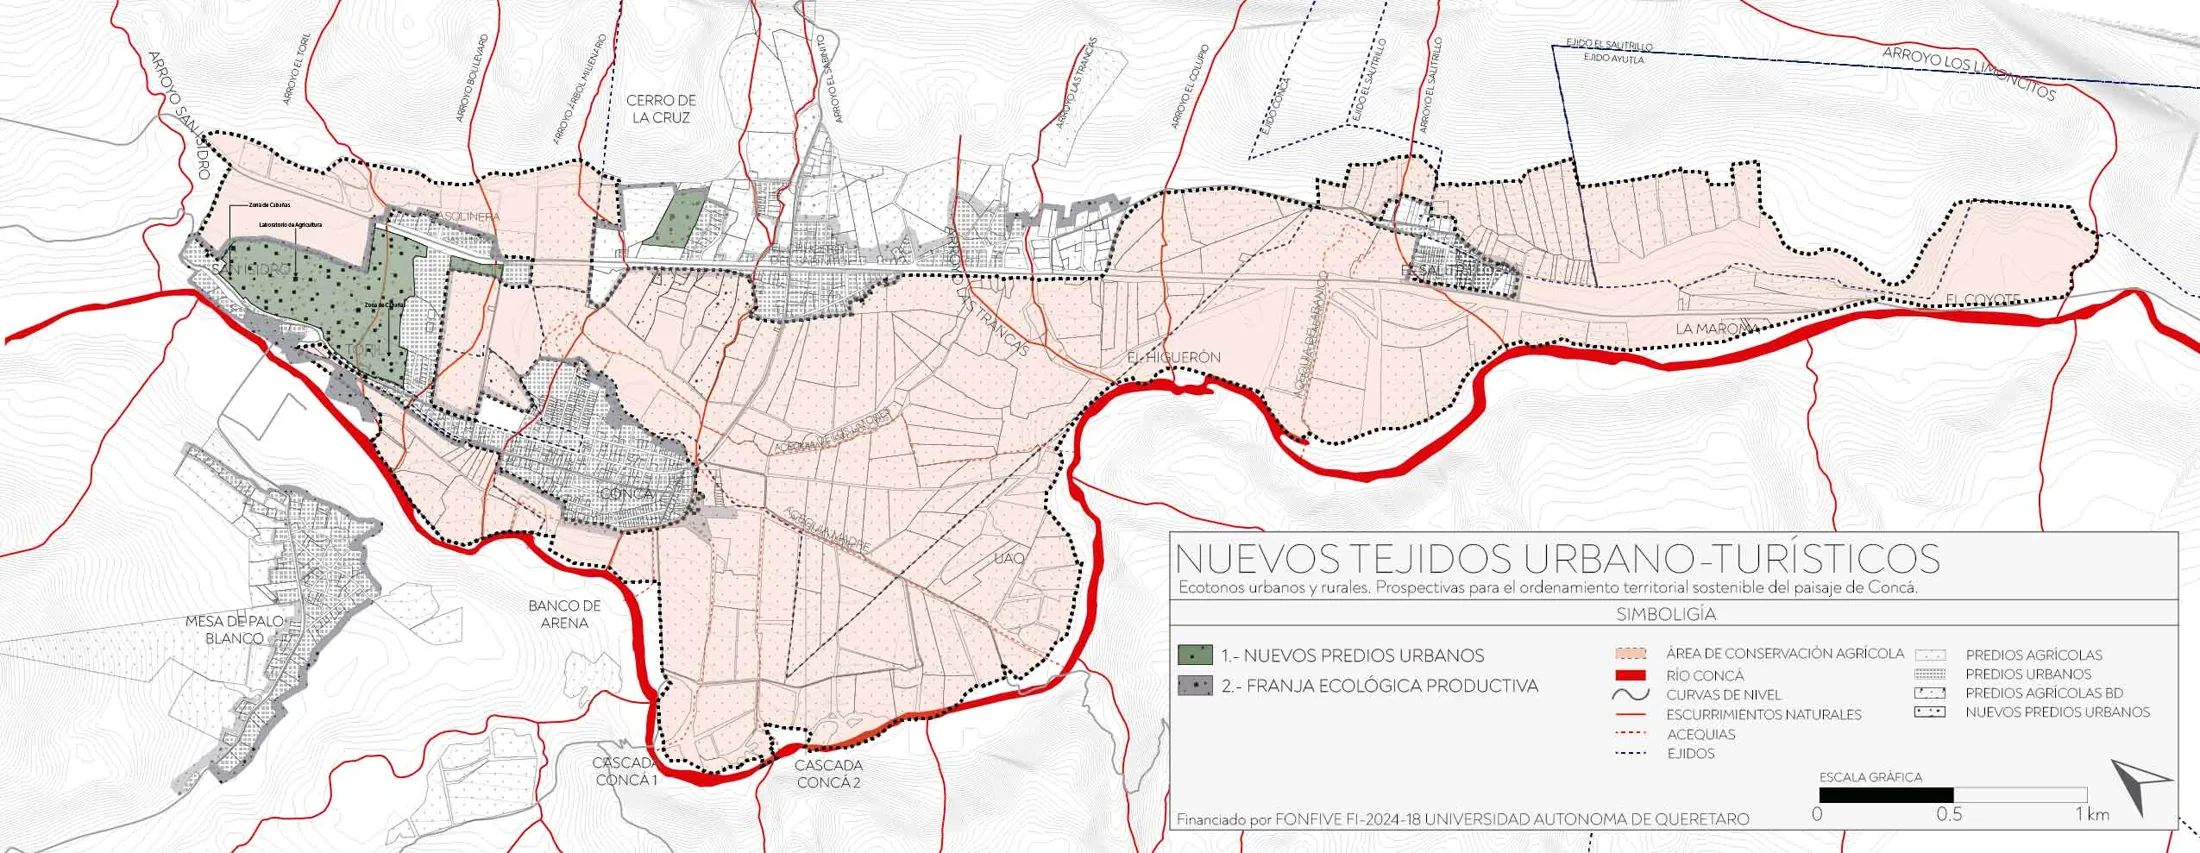 ARROYO SAN ISIDRO
ARROYO EL TORIL
ARROYO BOULEVARD
ARROYO ÁRBOL MILENARIO
CERRO DE
LA CRUZ
ARROYO EL SABINITO
ARROYO LAS TRANCAS
ARROYO EL COLUPIO
EJIDO CONCÁ
EJIDO EL SAUTRILLO
ARROYO EL SAUTRILLO
EJIDO EL SAUTRILLO
EJIDO AYUTLA
ARROYO LOS LIMONCITOS
Zona de Cabañas
Laboratorio de Agricultura
GASOLINERA
SAN ISIDRO
Zona de Cabañas
TORIL
ARROYO LAS TRANCAS
EL SALITRILLO
EL COYOTE
LA MAROMA
EL HIGUERÓN
ACEQUIA MADRE
CONCÁ
UAQ
BANCO DE
ARENA
MESA DE PALO
BLANCO
CASCADA
CONCÁ 1
CASCADA
CONCÁ 2
NUEVOS TEJIDOS URBANO-TURÍSTICOS
Ecotonos urbanos y rurales. Prospectivas para el ordenamiento territorial sostenible del paisaje de Concá.
SIMBOLIGÍA
1.- NUEVOS PREDIOS URBANOS
2.- FRANJA ECOLÓGICA PRODUCTIVA
ÁREA DE CONSERVACIÓN AGRÍCOLA
RÍO CONCÁ
CURVAS DE NIVEL
ESCURRIMIENTOS NATURALES
ACEQUIAS
EJIDOS
PREDIOS AGRÍCOLAS
PREDIOS URBANOS
PREDIOS AGRÍCOLAS BD
NUEVOS PREDIOS URBANOS
ESCALA GRÁFICA
0 0.5 1 km
Financiado por FONFIVE FI-2024-18 UNIVERSIDAD AUTONOMA DE QUERETARO